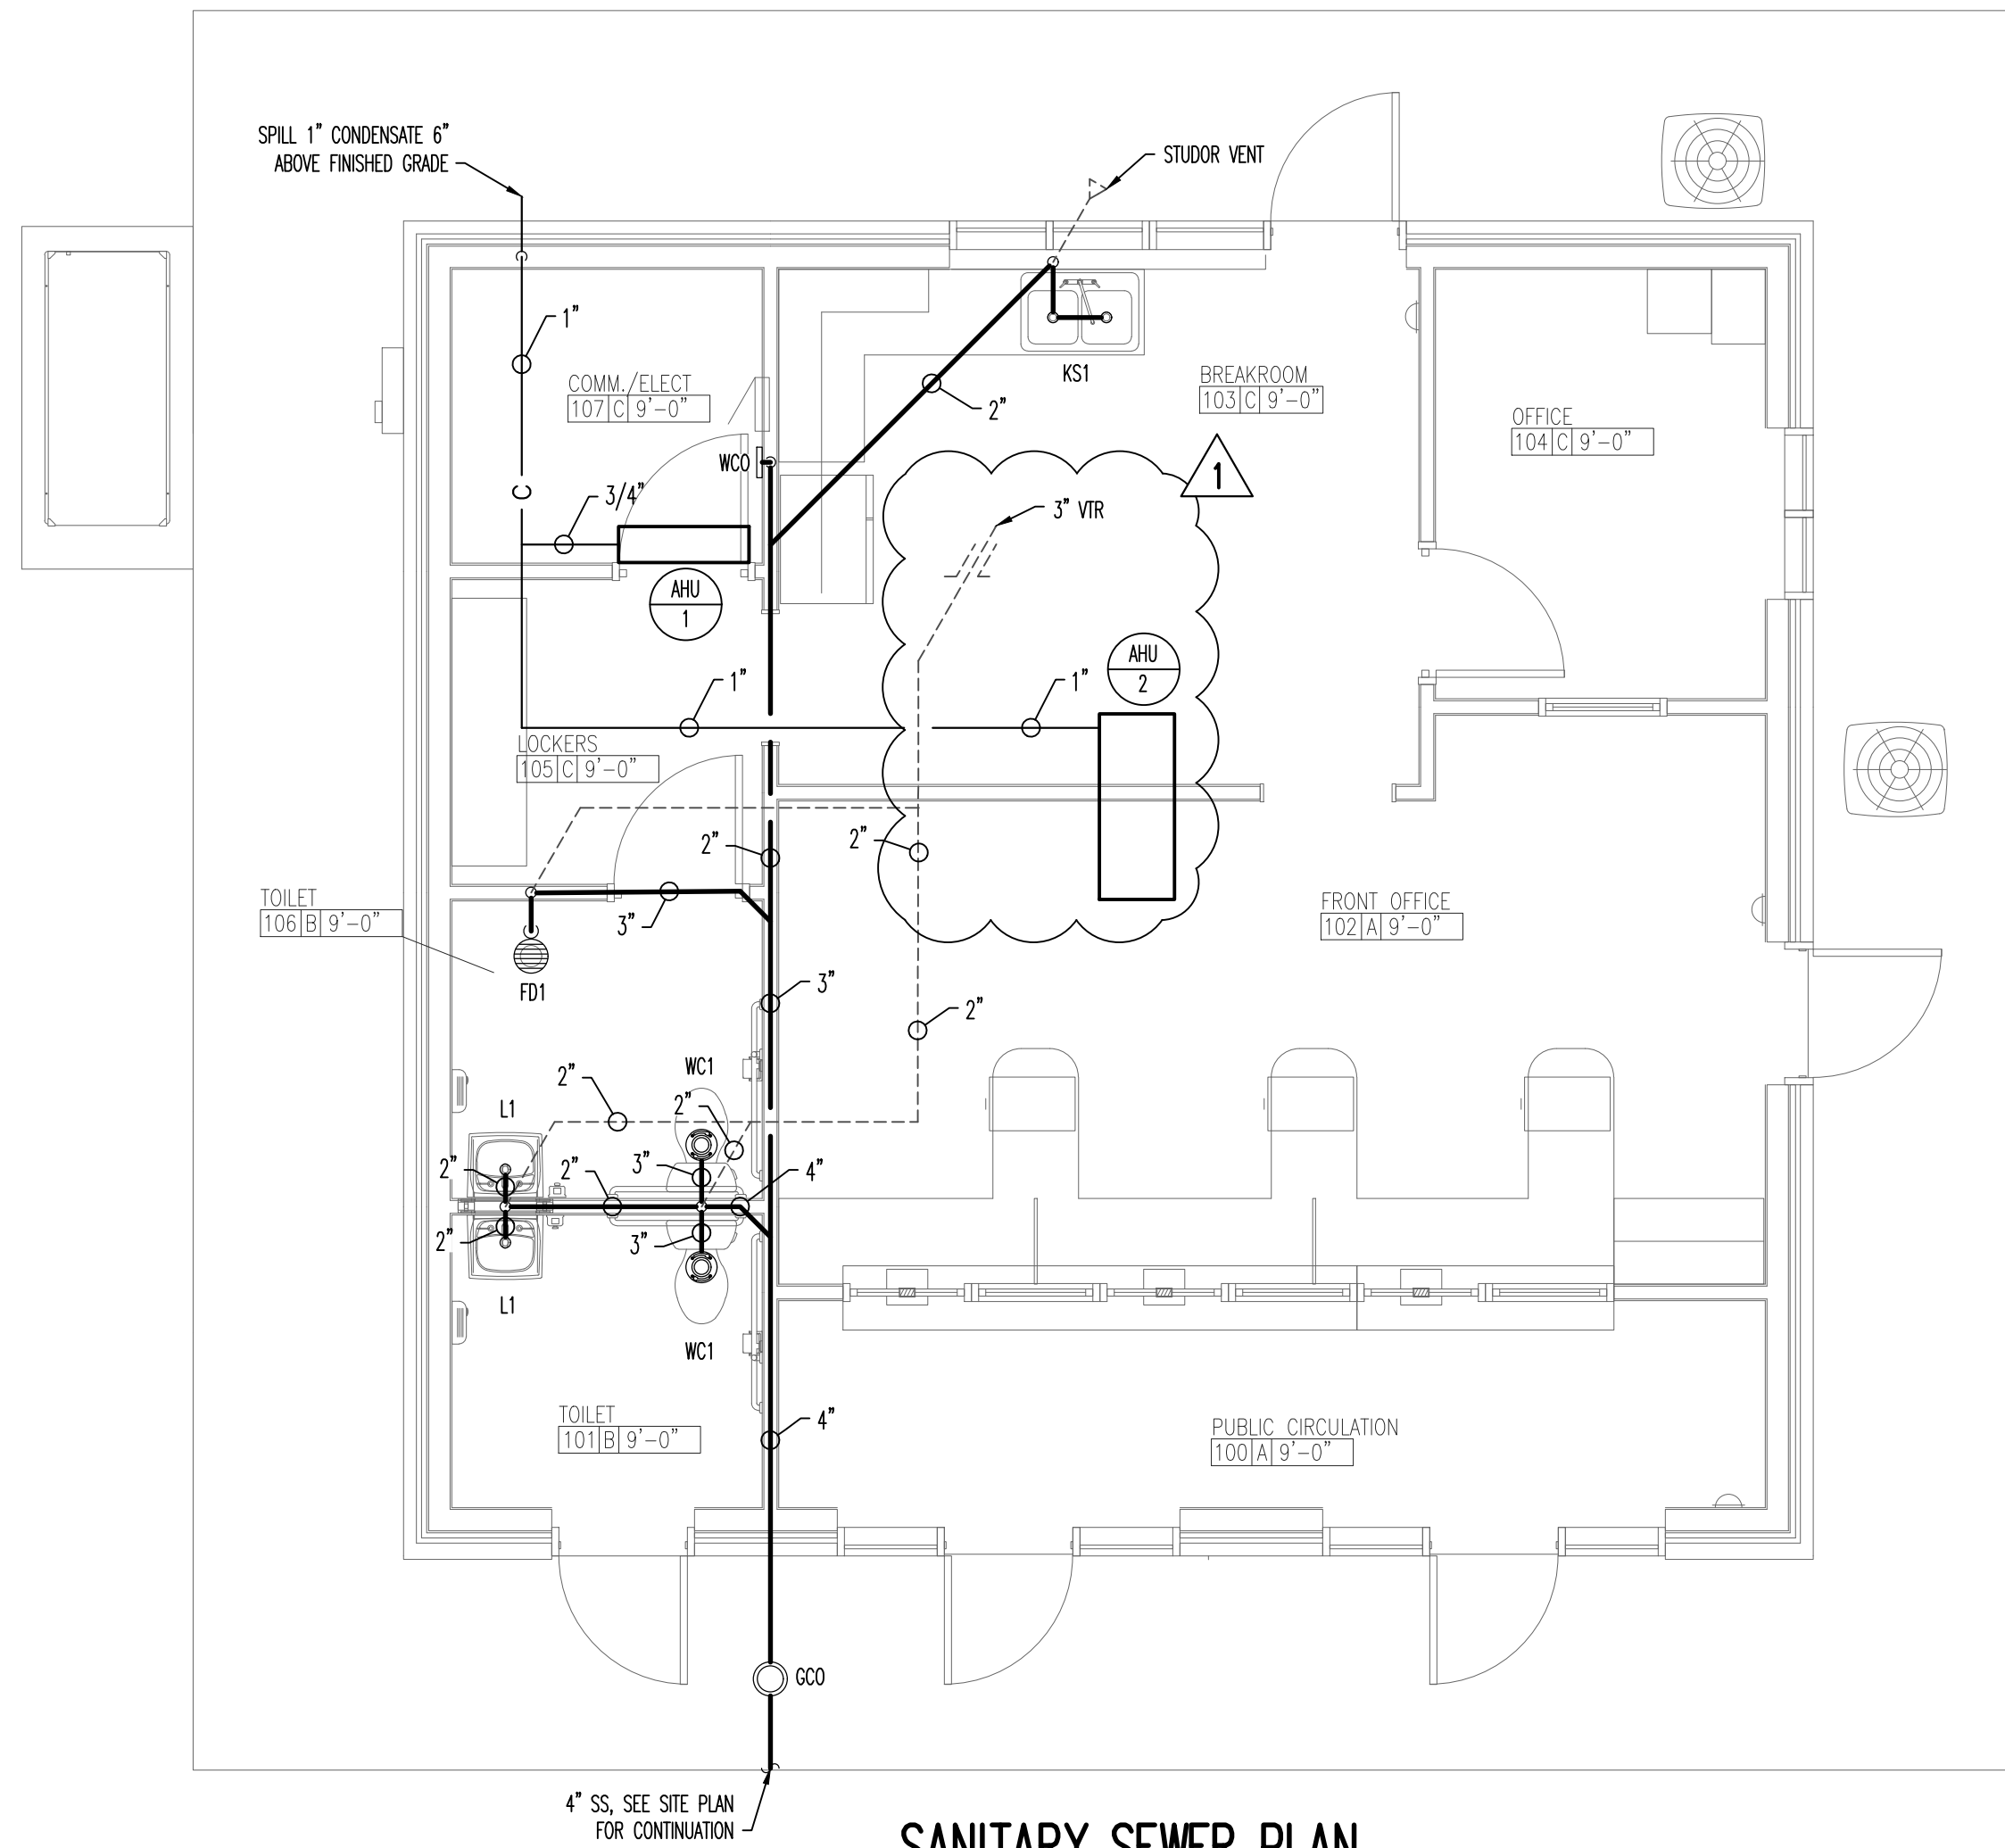 SPILL 1" CONDENSATE 6"
ABOVE FINISHED GRADE
STUDOR VENT
1"
COMM./ELECT
107 C 9'-0"
KS1
BREAKROOM
103 C 9'-0"
2"
OFFICE
104 C 9'-0"
WCO
1
C
3/4"
3" VTR
AHU
1
AHU
2
1"
1"
LOCKERS
105 C 9'-0"
2"
2"
TOILET
106 B 9'-0"
3"
FRONT OFFICE
102 A 9'-0"
FD1
3"
2"
WC1
2"
L1
2"
2"
2"
3"
4"
2"
3"
L1
WC1
TOILET
101 B 9'-0"
4"
PUBLIC CIRCULATION
100 A 9'-0"
GCO
4" SS, SEE SITE PLAN
FOR CONTINUATION
SANITARY SEWER PLAN